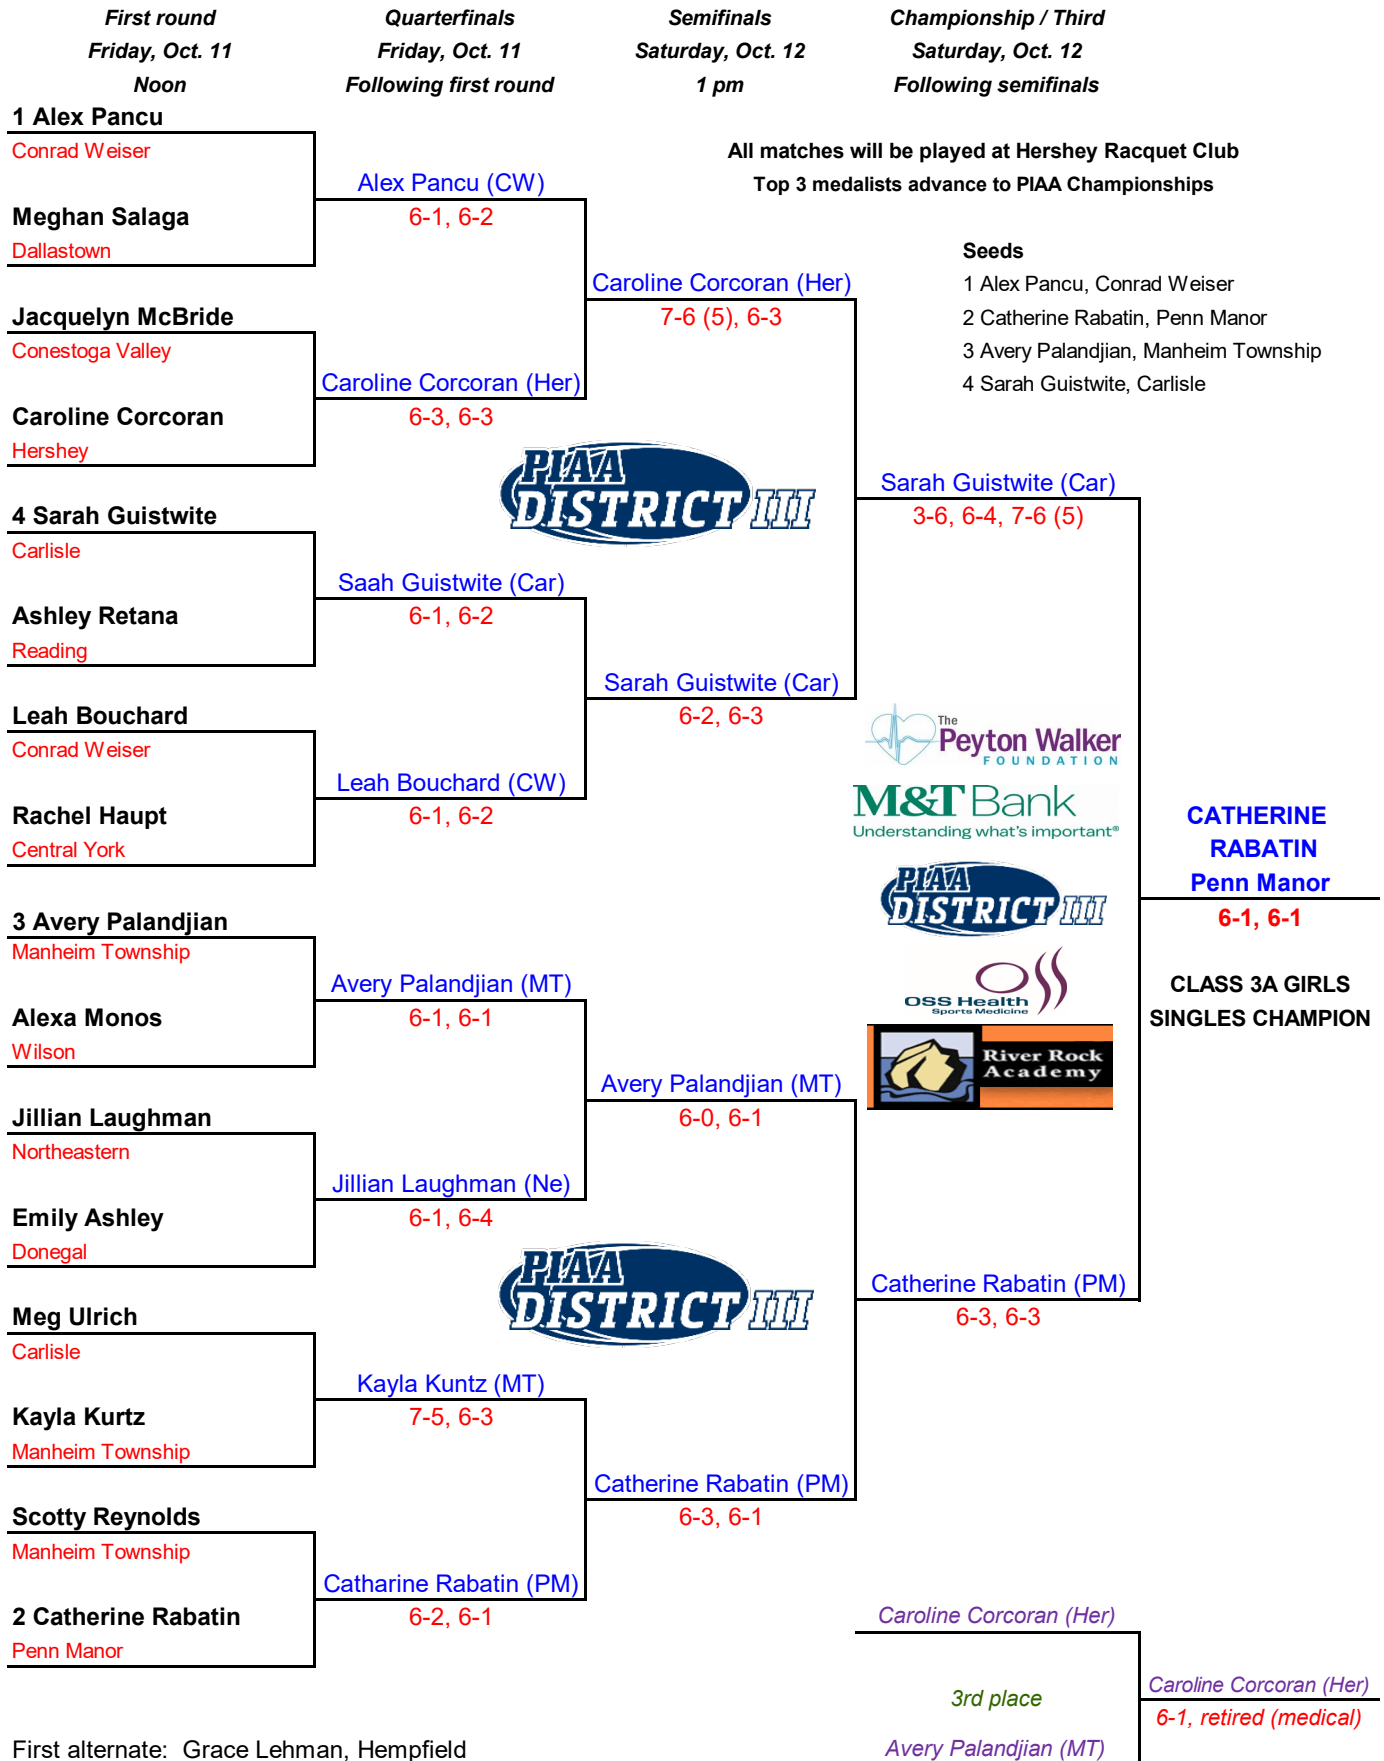 First round
Friday, Oct. 11
Noon
Quarterfinals
Friday, Oct. 11
Following first round
Semifinals
Saturday, Oct. 12
1 pm
Championship / Third
Saturday, Oct. 12
Following semifinals
All matches will be played at Hershey Racquet Club
Top 3 medalists advance to PIAA Championships
Seeds
1 Alex Pancu, Conrad Weiser
2 Catherine Rabatin, Penn Manor
3 Avery Palandjian, Manheim Township
4 Sarah Guistwite, Carlisle
1 Alex Pancu
Conrad Weiser
Meghan Salaga
Dallastown
Jacquelyn McBride
Conestoga Valley
Caroline Corcoran
Hershey
4 Sarah Guistwite
Carlisle
Ashley Retana
Reading
Leah Bouchard
Conrad Weiser
Rachel Haupt
Central York
3 Avery Palandjian
Manheim Township
Alexa Monos
Wilson
Jillian Laughman
Northeastern
Emily Ashley
Donegal
Meg Ulrich
Carlisle
Kayla Kurtz
Manheim Township
Scotty Reynolds
Manheim Township
2 Catherine Rabatin
Penn Manor
First alternate: Grace Lehman, Hempfield
Alex Pancu (CW)
6-1, 6-2
Caroline Corcoran (Her)
6-3, 6-3
Saah Guistwite (Car)
6-1, 6-2
Leah Bouchard (CW)
6-1, 6-2
Avery Palandjian (MT)
6-1, 6-1
Jillian Laughman (Ne)
6-1, 6-4
Kayla Kuntz (MT)
7-5, 6-3
Catharine Rabatin (PM)
6-2, 6-1
Caroline Corcoran (Her)
7-6 (5), 6-3
PIAA
DISTRICT III
Sarah Guistwite (Car)
6-2, 6-3
Avery Palandjian (MT)
6-0, 6-1
PIAA
DISTRICT III
Catherine Rabatin (PM)
6-3, 6-1
Sarah Guistwite (Car)
3-6, 6-4, 7-6 (5)
The
Peyton Walker
FOUNDATION
M&T Bank
Understanding what's important®
PIAA
DISTRICT III
OSS
OSS Health
Sports Medicine
River Rock
Academy
Catherine Rabatin (PM)
6-3, 6-3
CATHERINE
RABATIN
Penn Manor
6-1, 6-1
CLASS 3A GIRLS
SINGLES CHAMPION
Caroline Corcoran (Her)
3rd place
Avery Palandjian (MT)
Caroline Corcoran (Her)
6-1, retired (medical)